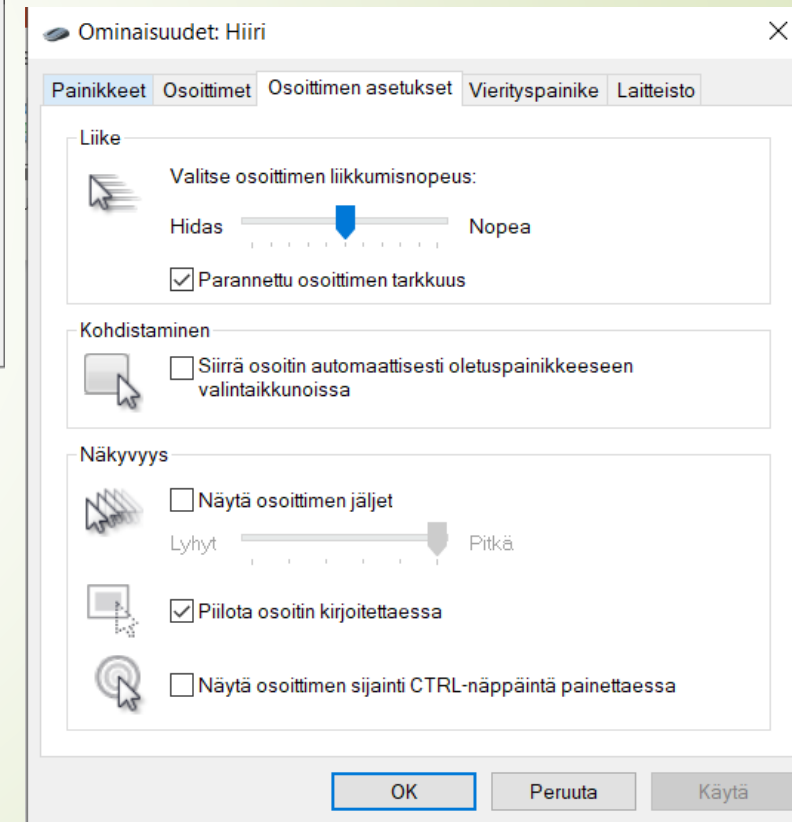 Ominaisuudet: Hiiri
Painikkeet Osoittimet Osoittimen asetukset Vierityspainike Laitteisto
Liike
Valitse osoittimen liikkumisnopeus:
Hidas Nopea
Parannettu osoittimen tarkkuus
Kohdistaminen
Siirrä osoitin automaattisesti oletuspainikkeeseen
valintaikkunoissa
Näkyvyys
Näytä osoittimen jäljet
Lyhyt Pitkä
Piilota osoitin kirjoitettaessa
Näytä osoittimen sijainti CTRL-näppäintä painettaessa
OK Peruuta Käytä